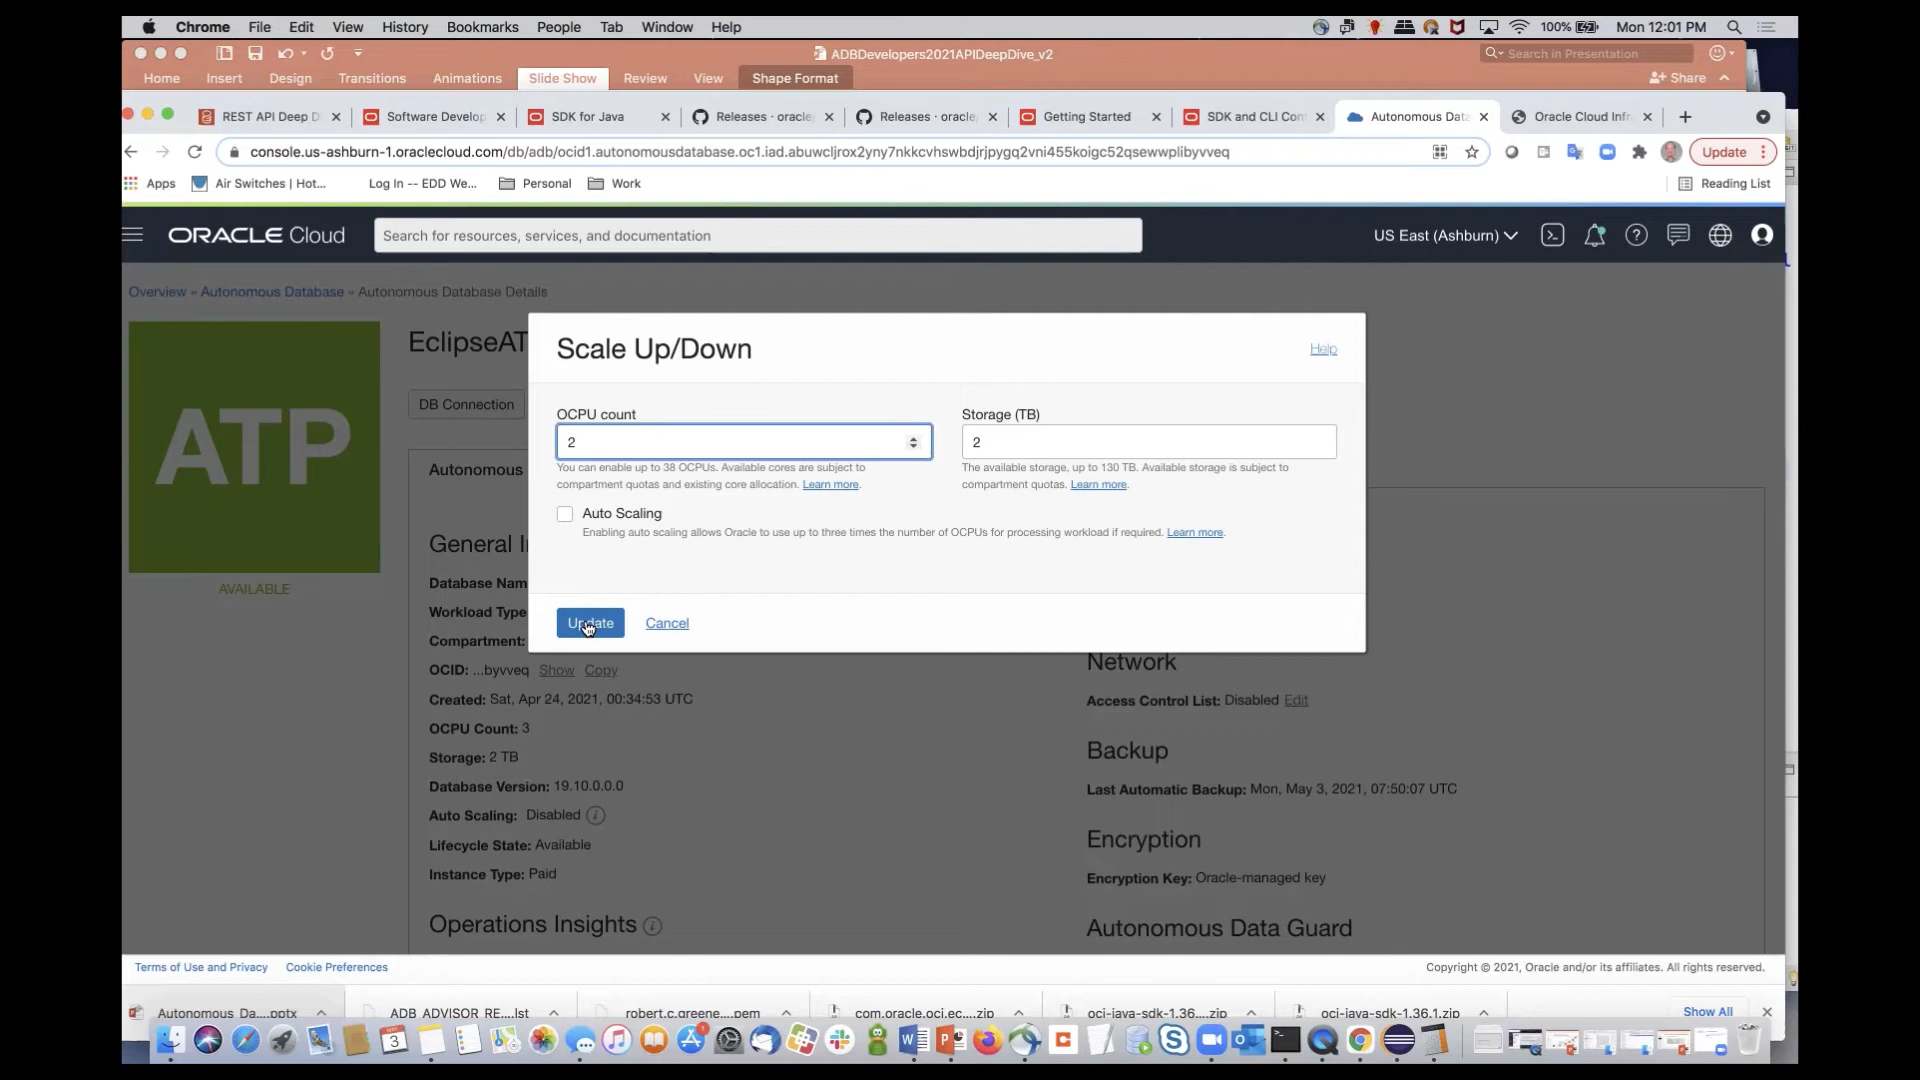 Chrome File Edit View History Bookmarks People Tab Window Help 100% Mon 12:01 PM
ADBDevelopers2021APIDeepDive_v2 Search in Presentation
Home Insert Design Transitions Animations Slide Show Review View Shape Format Share
REST API Deep D Software Develop SDK for Java Releases · oracle Releases · oracle Getting Started SDK and CLI Con Autonomous Data Oracle Cloud Infr
console.us-ashburn-1.oraclecloud.com/db/adb/ocid1.autonomousdatabase.oc1.iad.abuwcljrox2yny7nkkcvhswbdjrjpygq2vni455koigc52qsewwplibyvveq Update
Apps Air Switches | Hot... Log In -- EDD We... Personal Work Reading List
ORACLE Cloud Search for resources, services, and documentation US East (Ashburn)
Overview » Autonomous Database » Autonomous Database Details
ATP
AVAILABLE
EclipseAT
DB Connection
Autonomous
Scale Up/Down Help
OCPU count Storage (TB)
2 2
You can enable up to 38 OCPUs. Available cores are subject to
compartment quotas and existing core allocation. Learn more.
The available storage, up to 130 TB. Available storage is subject to
compartment quotas. Learn more.
Auto Scaling
Enabling auto scaling allows Oracle to use up to three times the number of OCPUs for processing workload if required. Learn more.
Update Cancel
General I
Database Nam
Workload Type
Compartment:
OCID: ...byvveq Show Copy
Created: Sat, Apr 24, 2021, 00:34:53 UTC
OCPU Count: 3
Storage: 2 TB
Database Version: 19.10.0.0.0
Auto Scaling: Disabled
Lifecycle State: Available
Instance Type: Paid
Operations Insights
Network
Access Control List: Disabled Edit
Backup
Last Automatic Backup: Mon, May 3, 2021, 07:50:07 UTC
Encryption
Encryption Key: Oracle-managed key
Autonomous Data Guard
Terms of Use and Privacy Cookie Preferences Copyright © 2021, Oracle and/or its affiliates. All rights reserved.
Autonomous_Da....pptx ADB ADVISOR RE....lst robert.c.greene....pem com.oracle.oci.ec....zip oci-java-sdk-1.36....zip oci-java-sdk-1.36.1.zip Show All
3